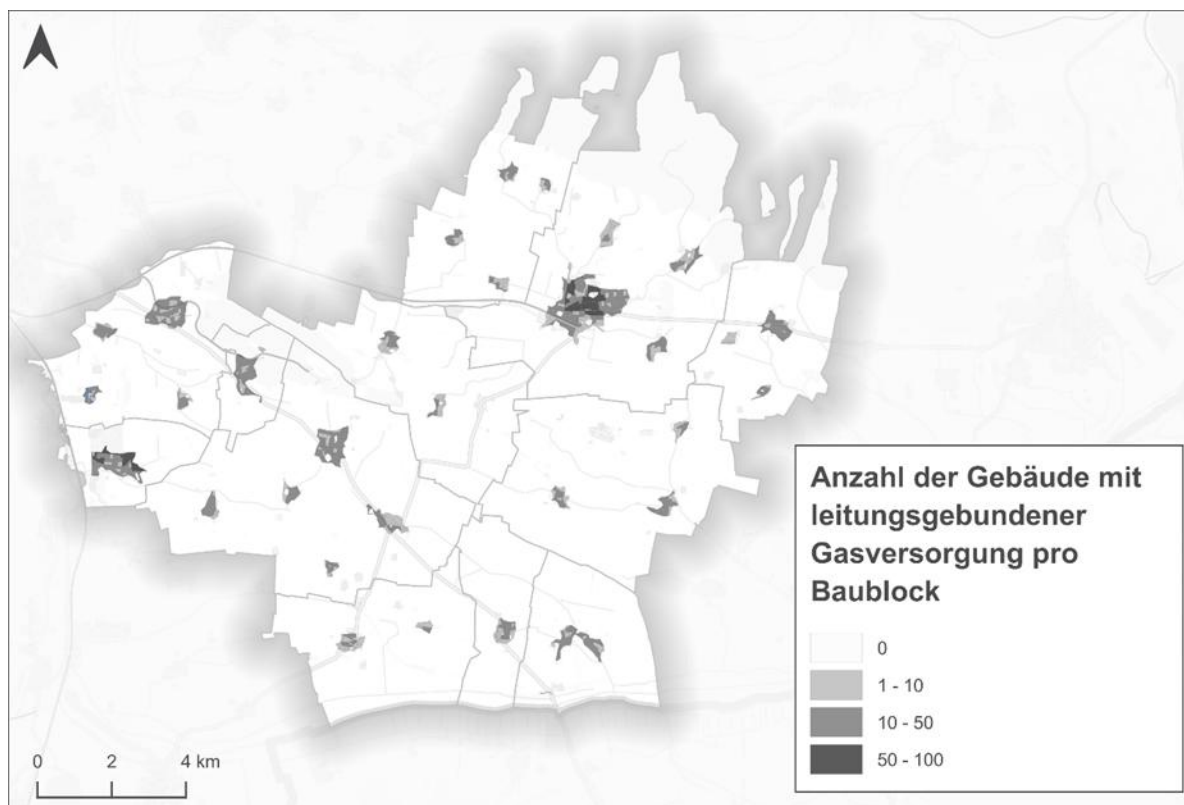 Anzahl der Gebäude mit
leitungsgebundener
Gasversorgung pro
Baublock
0
1 - 10
10 - 50
50 - 100
0 2 4 km